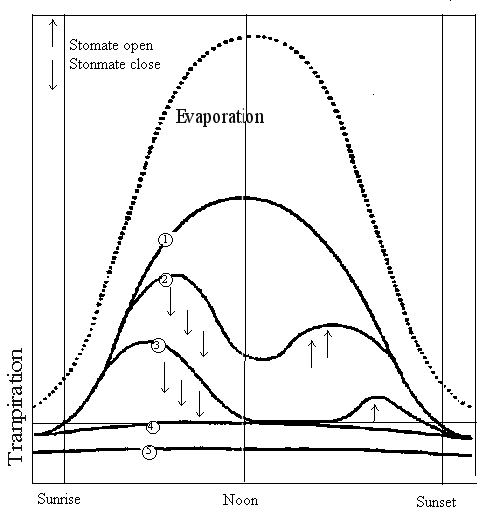 Stomate open
Stonmate close
Evaporation
1
2
3
4
5
Tranpiration
Sunrise
Noon
Sunset